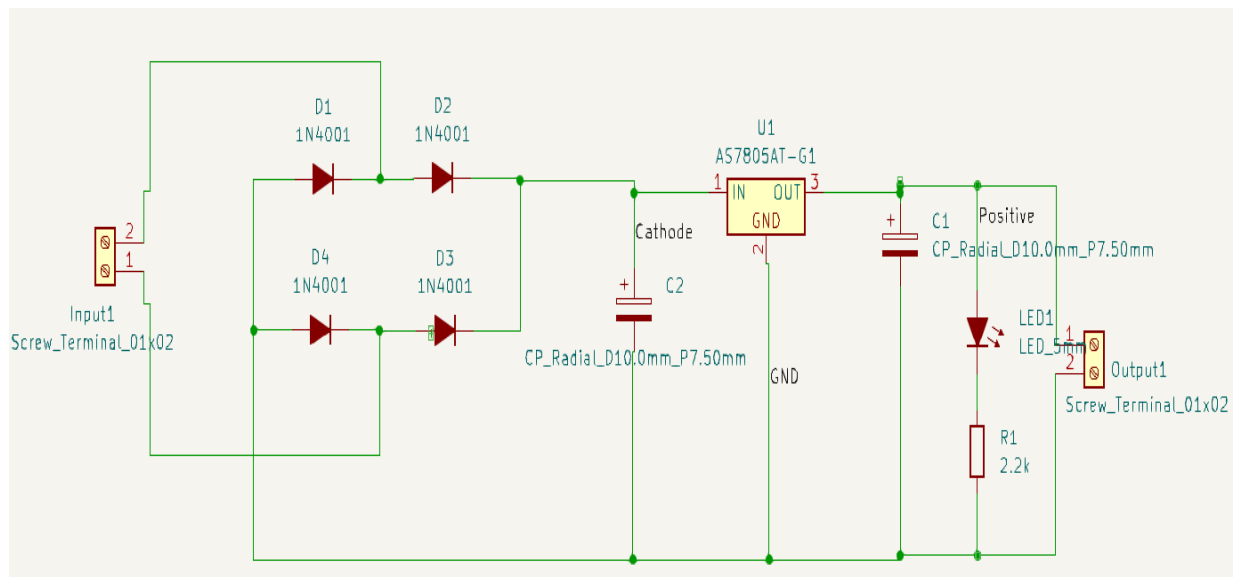 D1
1N4001
D2
1N4001
U1
AS7805AT-G1
1
IN
OUT
3
GND
2
2
1
Input1
Screw_Terminal_01x02
D4
1N4001
D3
1N4001
Cathode
+
C2
CP_Radial_D10.0mm_P7.50mm
GND
+
C1
CP_Radial_D10.0mm_P7.50mm
Positive
LED1
LED_5mm
1
2
Output1
Screw_Terminal_01x02
R1
2.2k